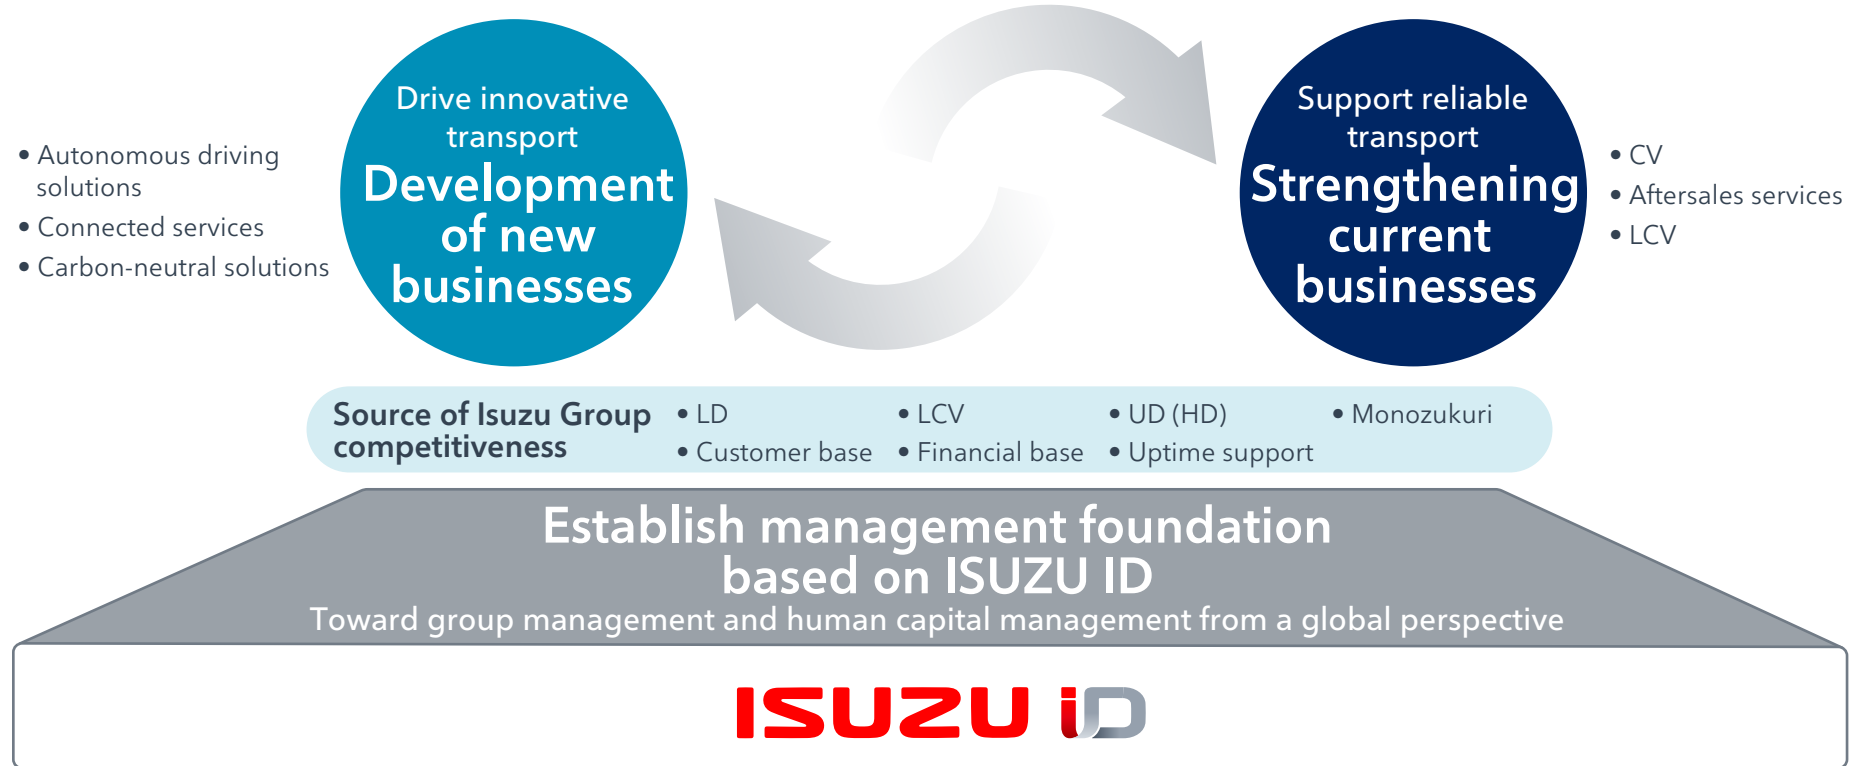 Drive innovative
transport
Development
of new
businesses
• Autonomous driving
solutions
• Connected services
• Carbon-neutral solutions
Support reliable
transport
Strengthening
current
businesses
• CV
• Aftersales services
• LCV
Source of Isuzu Group
competitiveness
• LD
• LCV
• UD (HD)
• Monozukuri
• Customer base
• Financial base
• Uptime support
Establish management foundation
based on ISUZU ID
Toward group management and human capital management from a global perspective
ISUZU iD